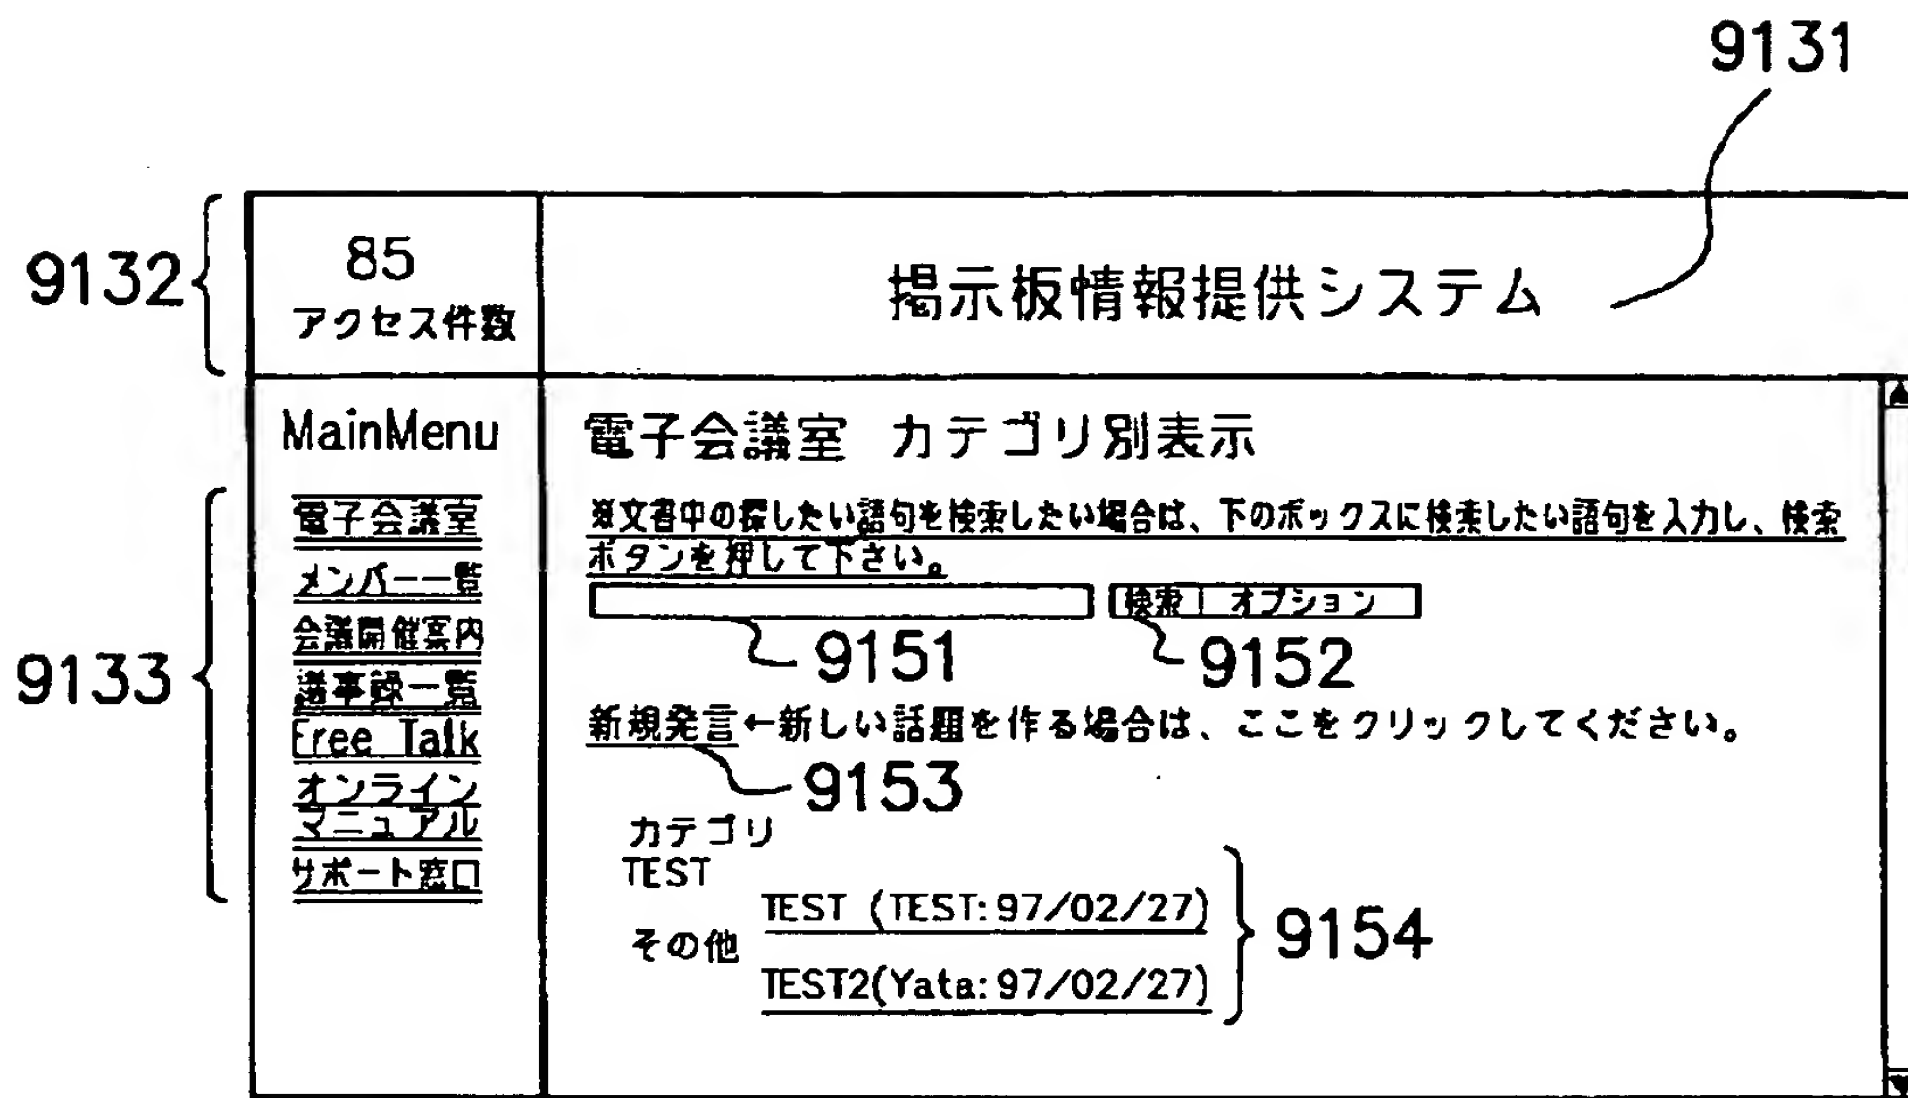 9131
9132
85
アクセス件数
掲示板情報提供システム
MainMenu
9133
電子会議室
メンバー一覧
会議開催案内
議事録一覧
Free Talk
オンライン
マニュアル
サポート窓口
電子会議室 カテゴリ別表示
※文書中の探したい語句を検索したい場合は、下のボックスに検索したい語句を入力し、検索
ボタンを押して下さい。
検索 オプション
9151
9152
新規発言←新しい話題を作る場合は、ここをクリックしてください。
9153
カテゴリ
TEST
TEST (TEST:97/02/27)
その他
TEST2(Yata:97/02/27)
9154